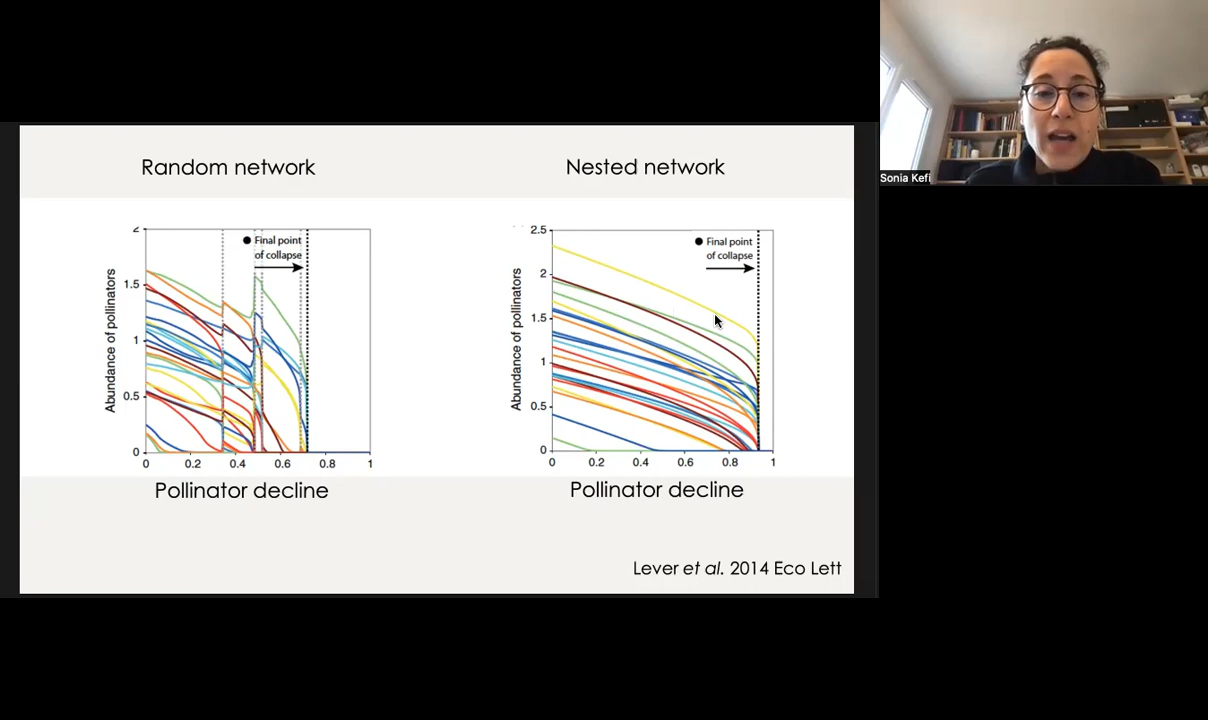 Random network
Nested network
2
1.5
1
0.5
0
0
0.2
0.4
0.6
0.8
1
Abundance of pollinators
Final point
of collapse
Pollinator decline
2.5
2
1.5
1
0.5
0
0
0.2
0.4
0.6
0.8
1
Abundance of pollinators
Final point
of collapse
Pollinator decline
Lever et al. 2014 Eco Lett
Sonia Kefi